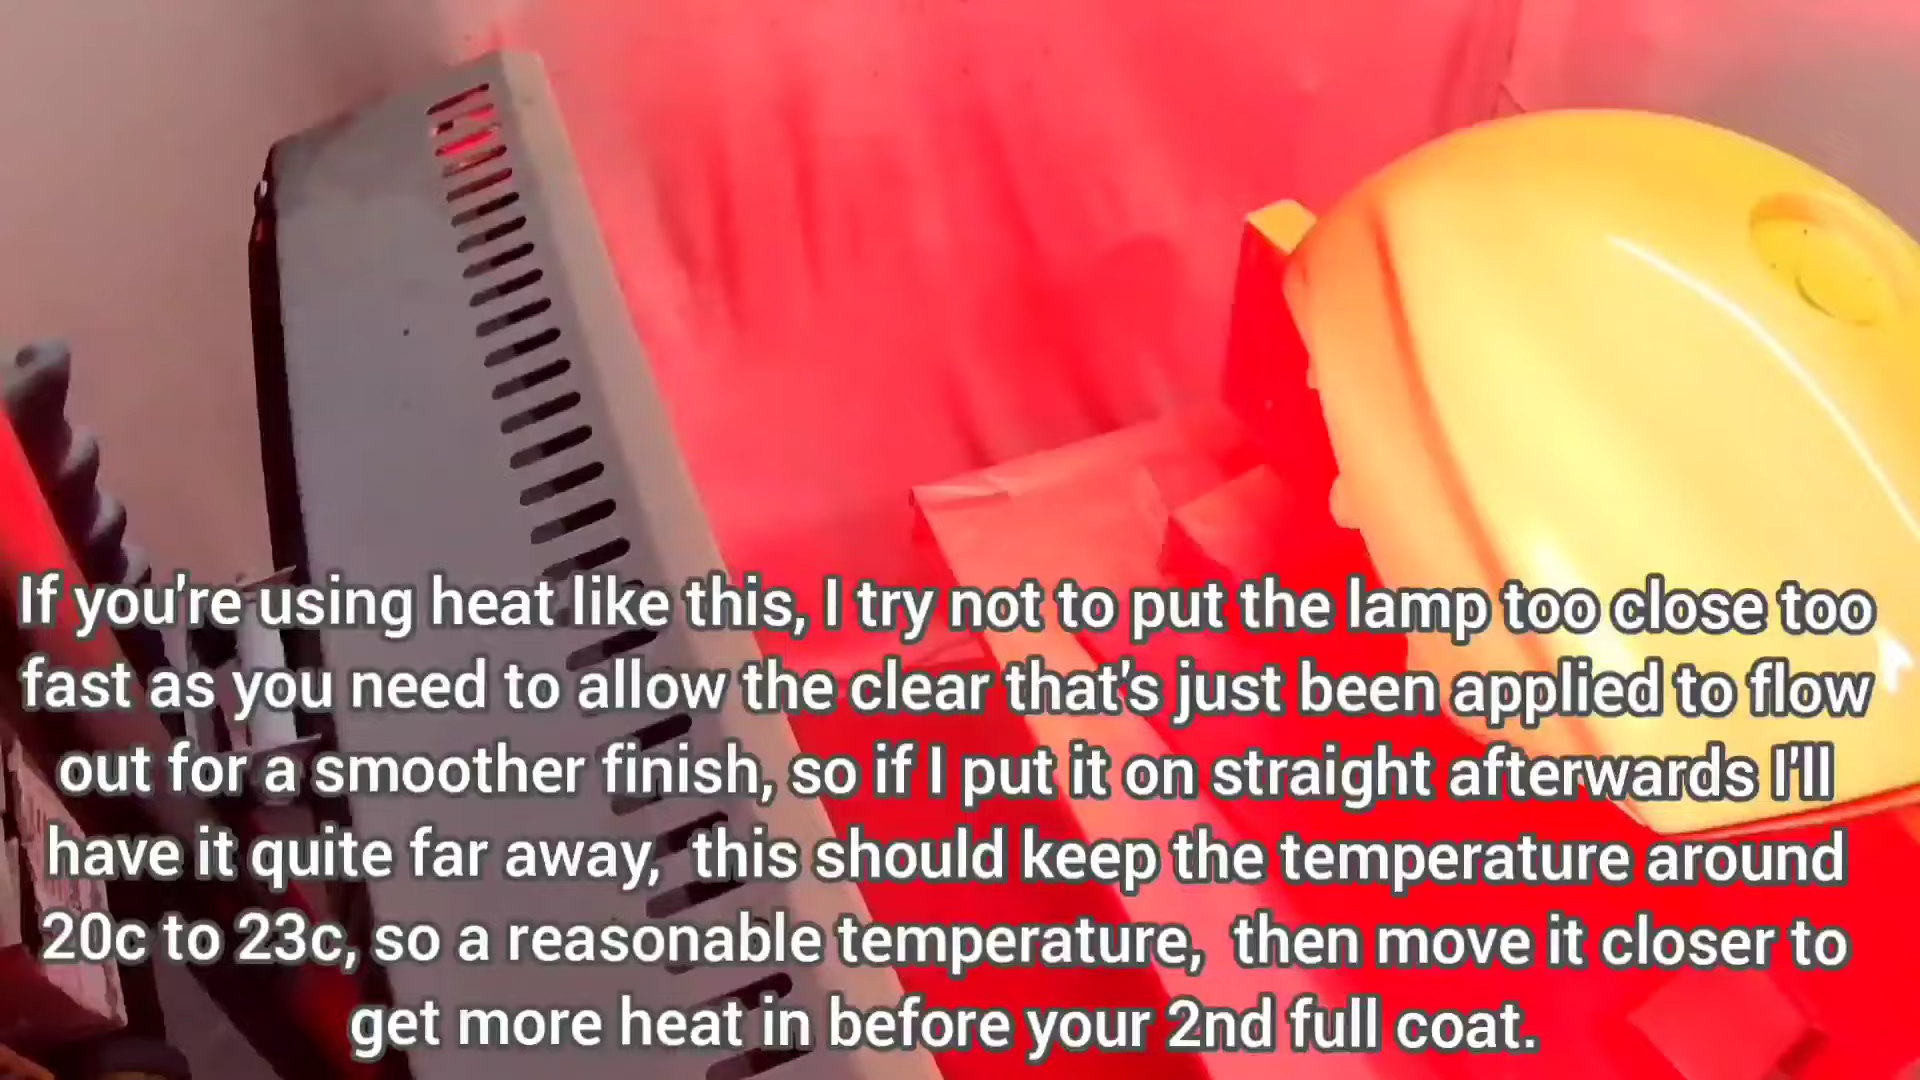 If you're using heat like this, I try not to put the lamp too close too
fast as you need to allow the clear that's just been applied to flow
out for a smoother finish, so if I put it on straight afterwards I'll
have it quite far away,  this should keep the temperature around
20c to 23c, so a reasonable temperature,  then move it closer to
get more heat in before your 2nd full coat.